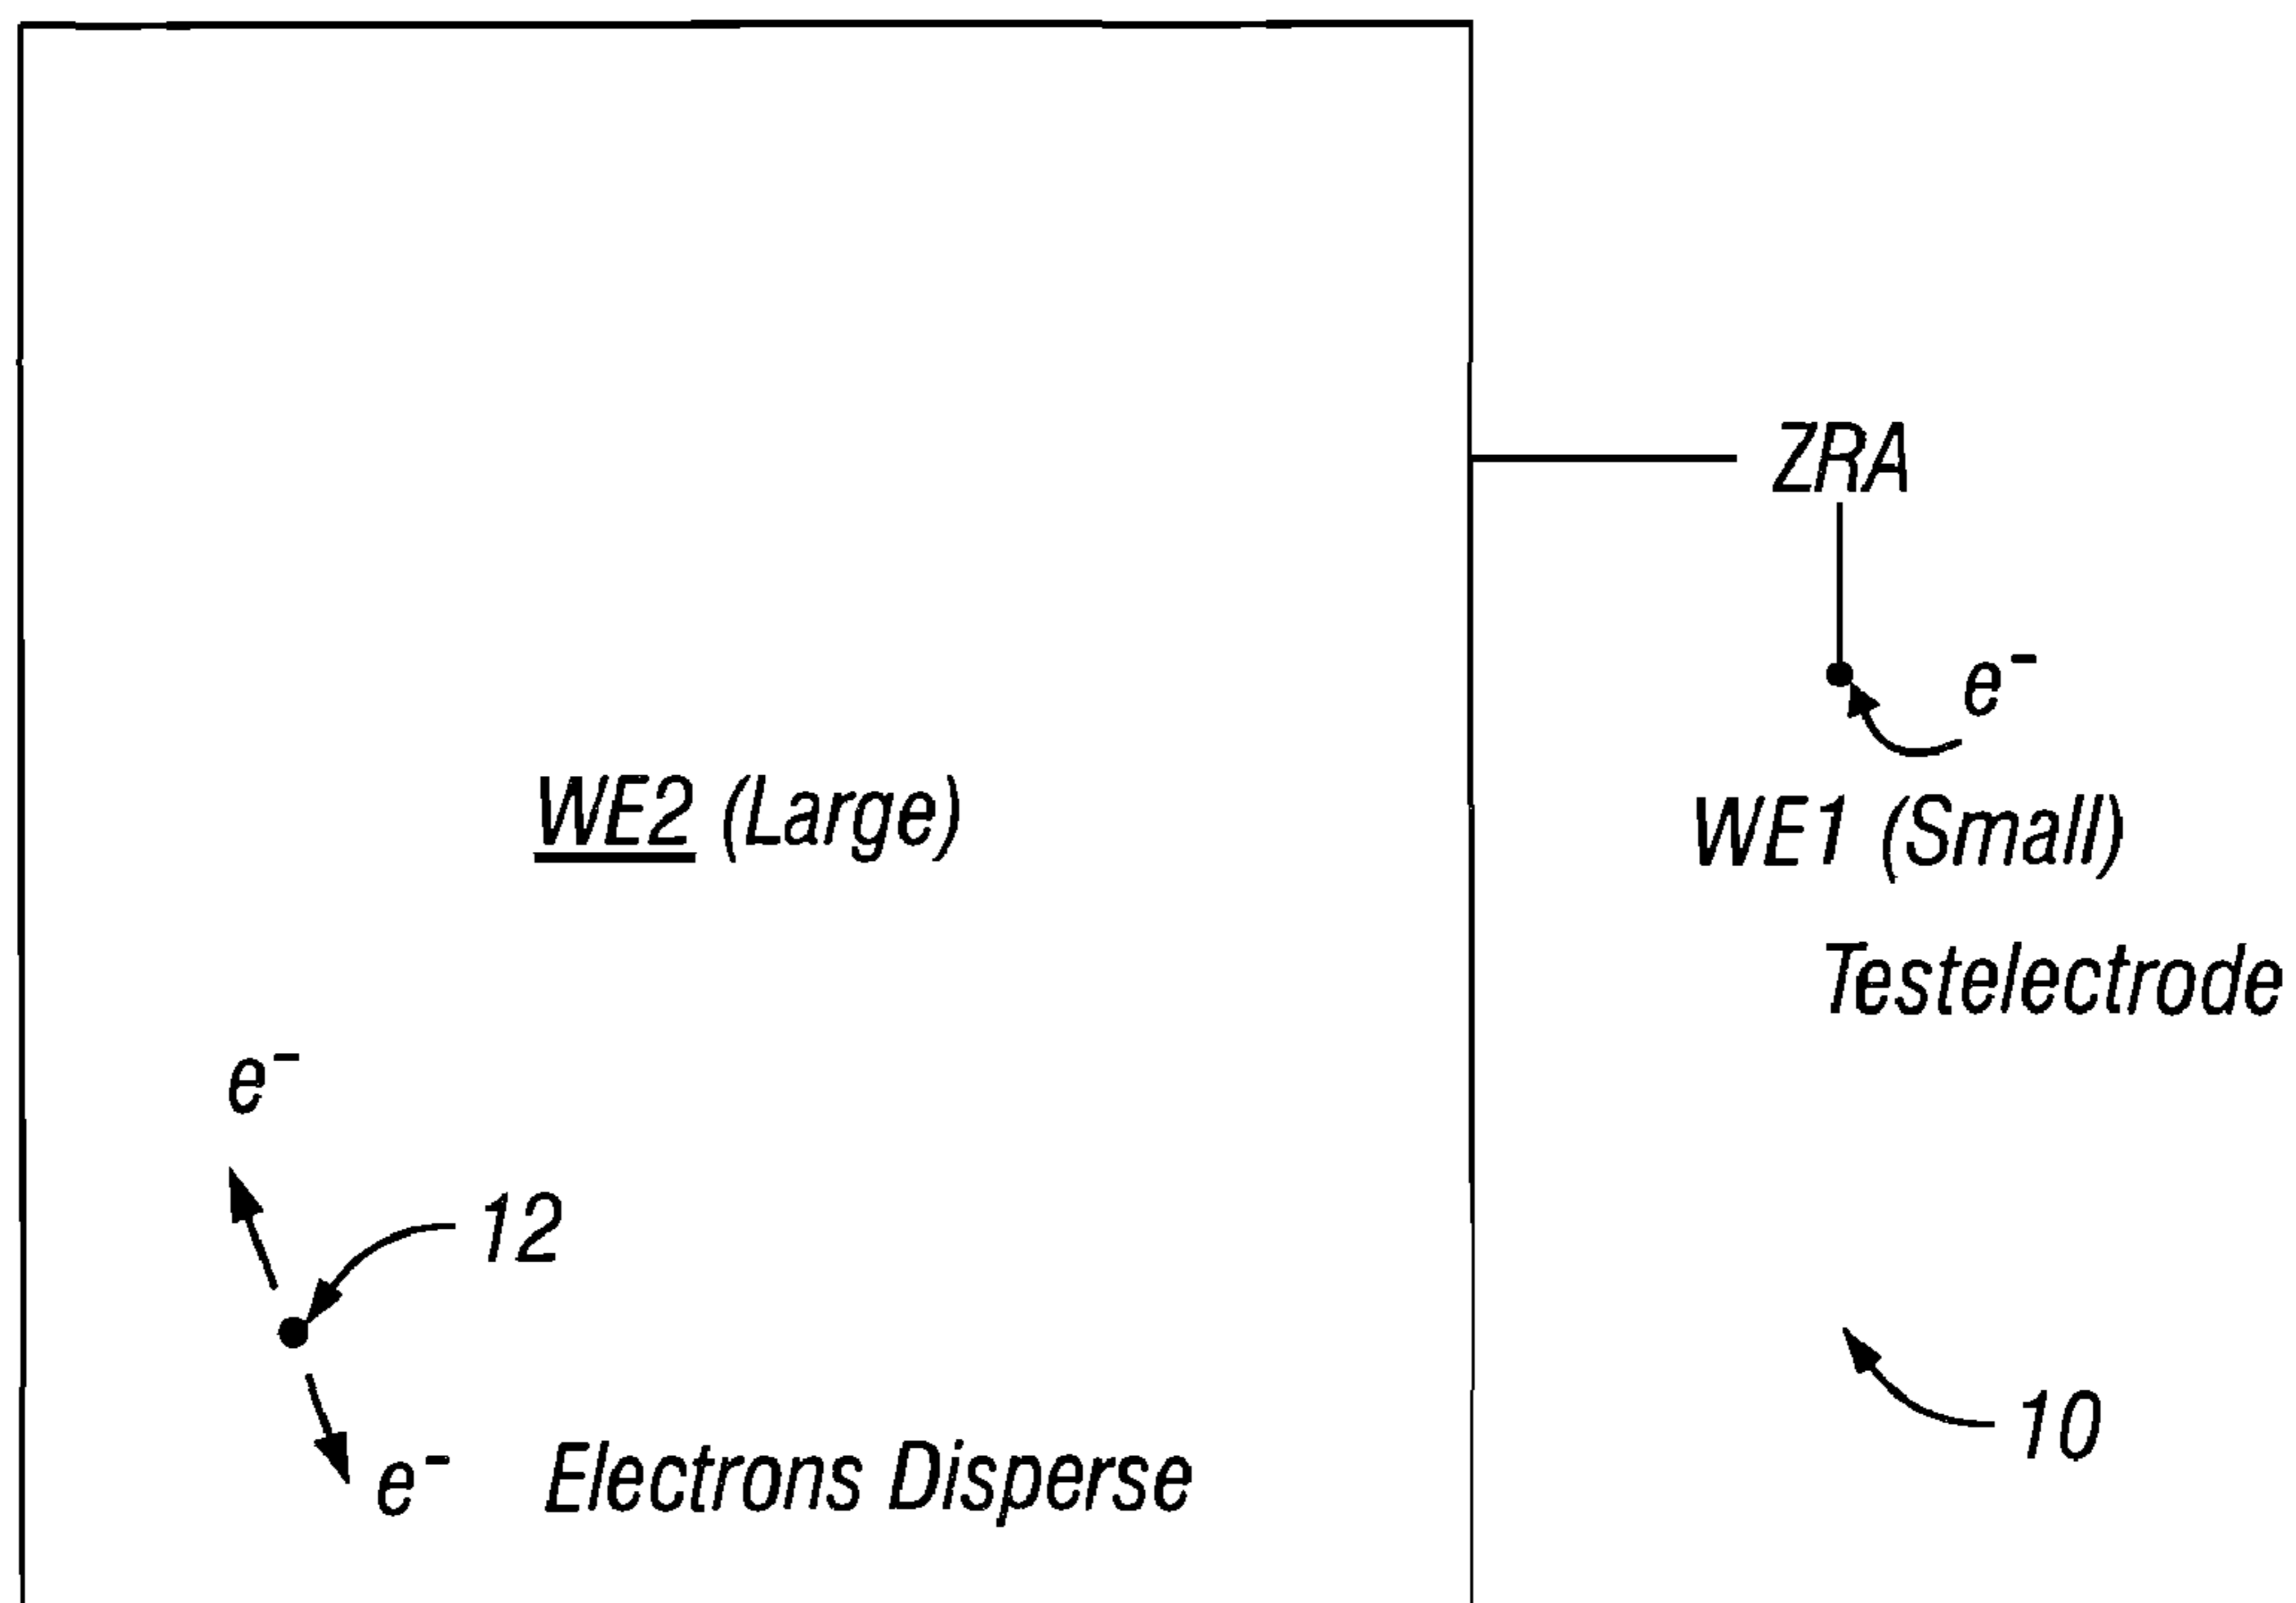 ZRA
e⁻
WE2 (Large)
WE1 (Small)
Testelectrode
e⁻
12
10
e⁻ Electrons Disperse